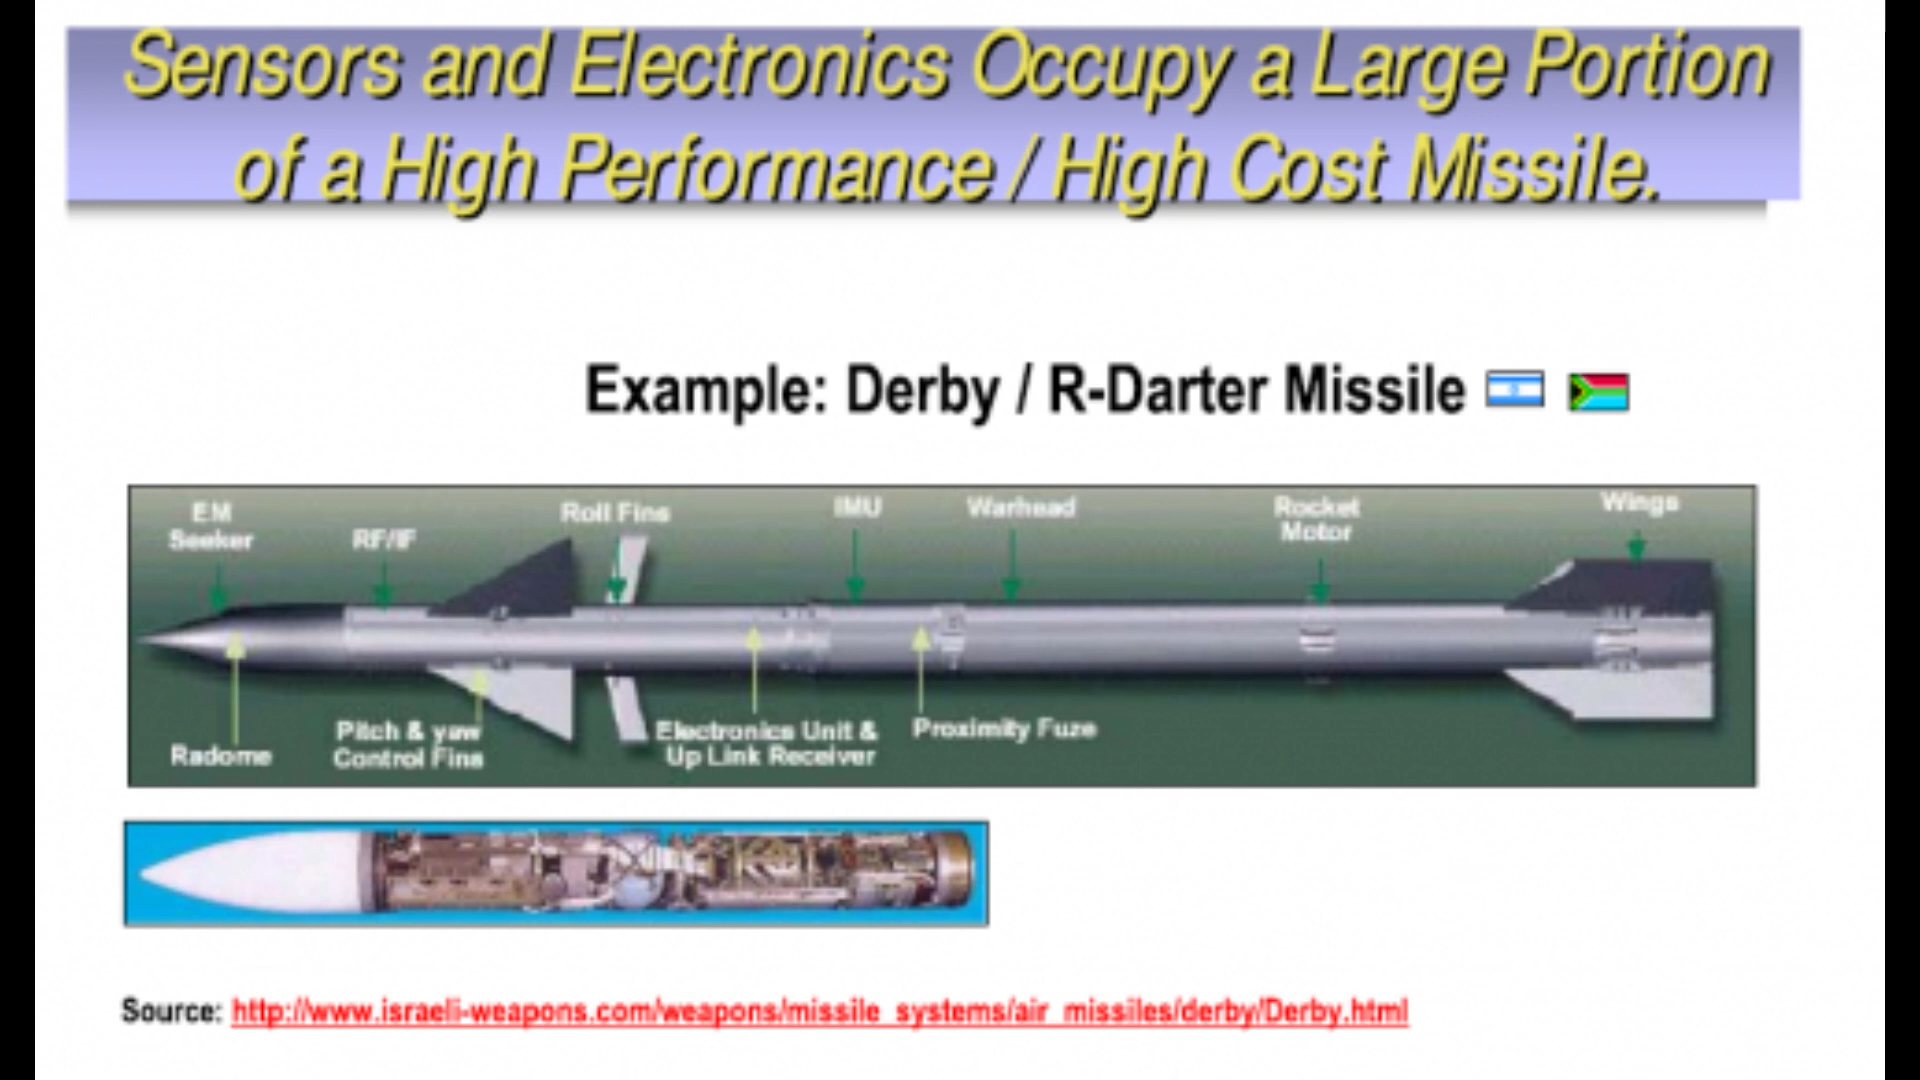 Sensors and Electronics Occupy a Large Portion
of a High Performance / High Cost Missile.
Example: Derby / R-Darter Missile
EM
Seeker
RF/IF
Roll Fins
IMU
Warhead
Rocket
Motor
Wings
Radome
Pitch & yaw
Control Fins
Electronics Unit &
Up Link Receiver
Proximity Fuze
Source: http://www.israeli-weapons.com/weapons/missile_systems/air_missiles/derby/Derby.html